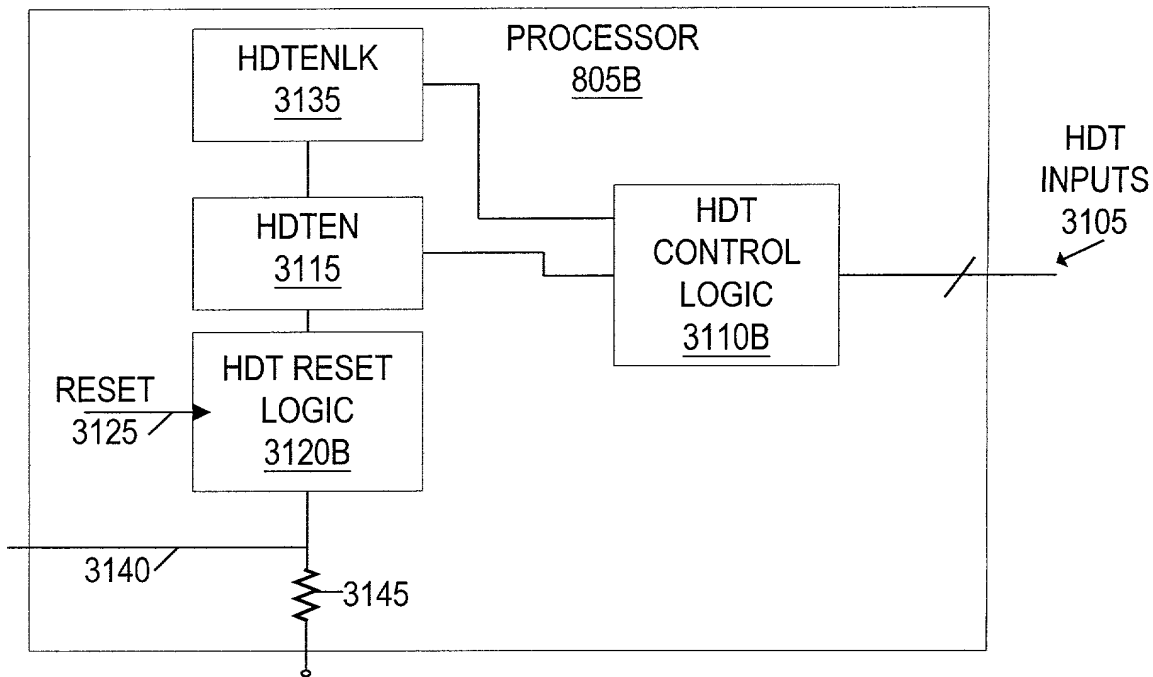 PROCESSOR
805B
HDTENLK
3135
HDT
INPUTS
3105
HDTEN
3115
HDT
CONTROL
LOGIC
3110B
HDT RESET
LOGIC
3120B
RESET
3125
3140
3145